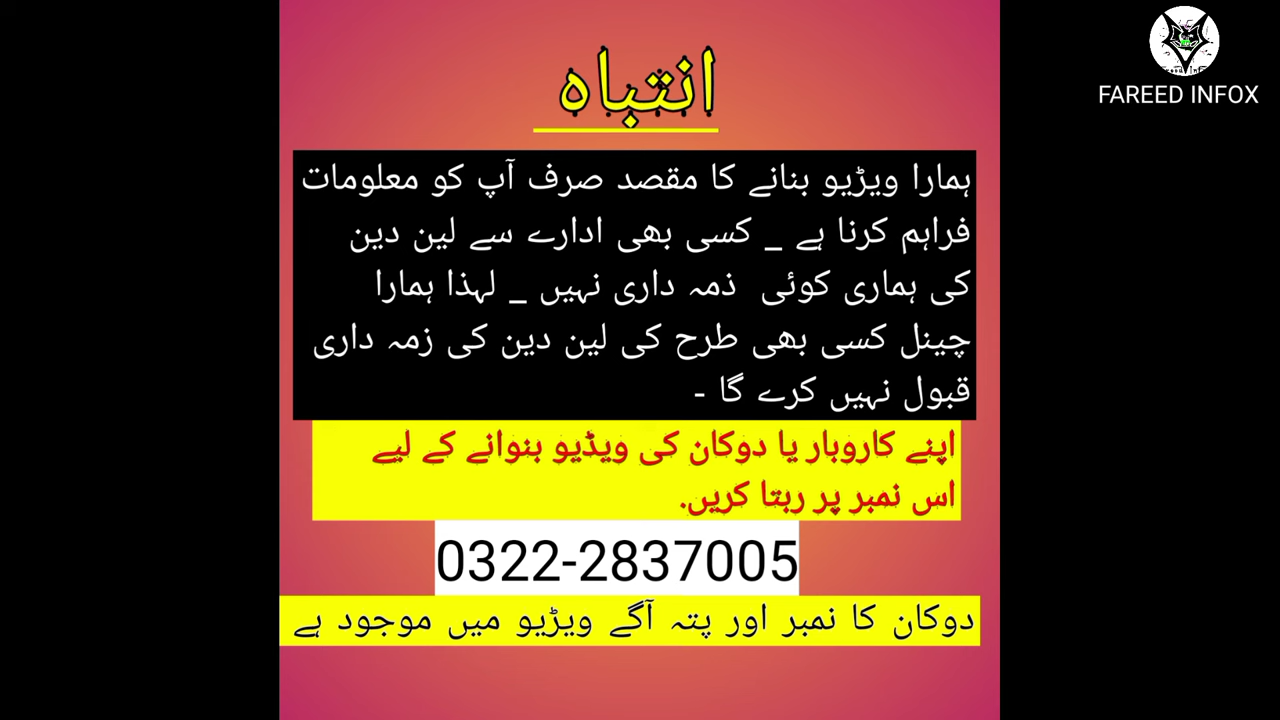 انتباہ
ہمارا ویڑیو بنانے کا مقصد صرف آپ کو معلومات
فراہم کرنا ہے _ کسی بھی ادارے سے لین دین
کی ہماری کوئی ذمہ داری نہیں _ لہذا ہمارا
چینل کسی بھی طرح کی لین دین کی زمہ داری
قبول نہیں کرے گا -
اپنے کاروبار یا دوکان کی ویڈیو بنوانے کے لیے
اس نمبر پر ربتا کریں.
0322-2837005
دوکان کا نمبر اور پتہ آگے ویڑیو میں موجود ہے
FAREED INFOX